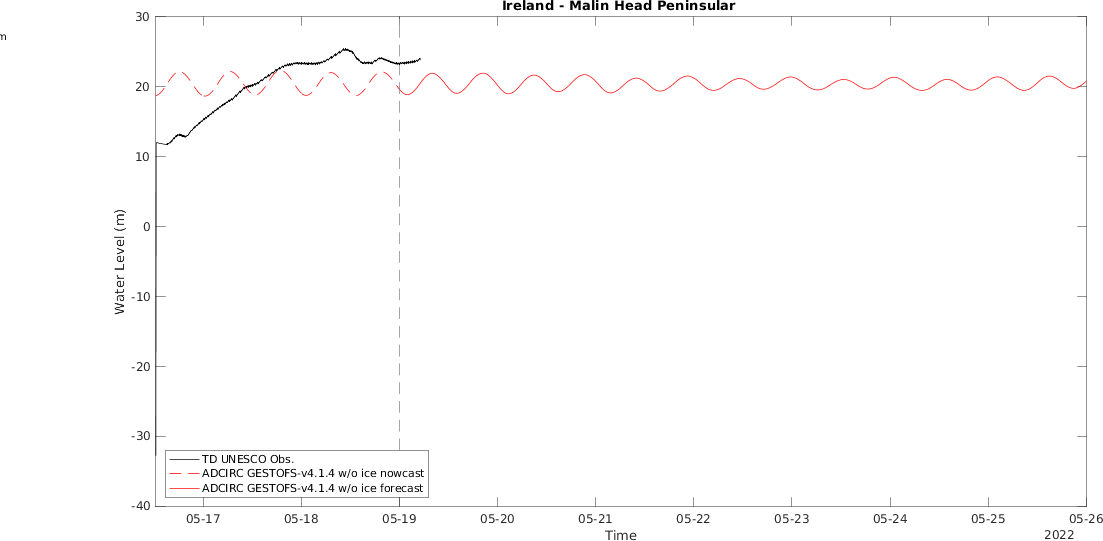 Ireland - Malin Head Peninsular
m
30
20
10
0
-10
-20
-30
-40
Water Level (m)
TD UNESCO Obs.
ADCIRC GESTOFS-v4.1.4 w/o ice nowcast
ADCIRC GESTOFS-v4.1.4 w/o ice forecast
05-17 05-18 05-19 05-20 05-21 05-22 05-23 05-24 05-25 05-26
Time
2022